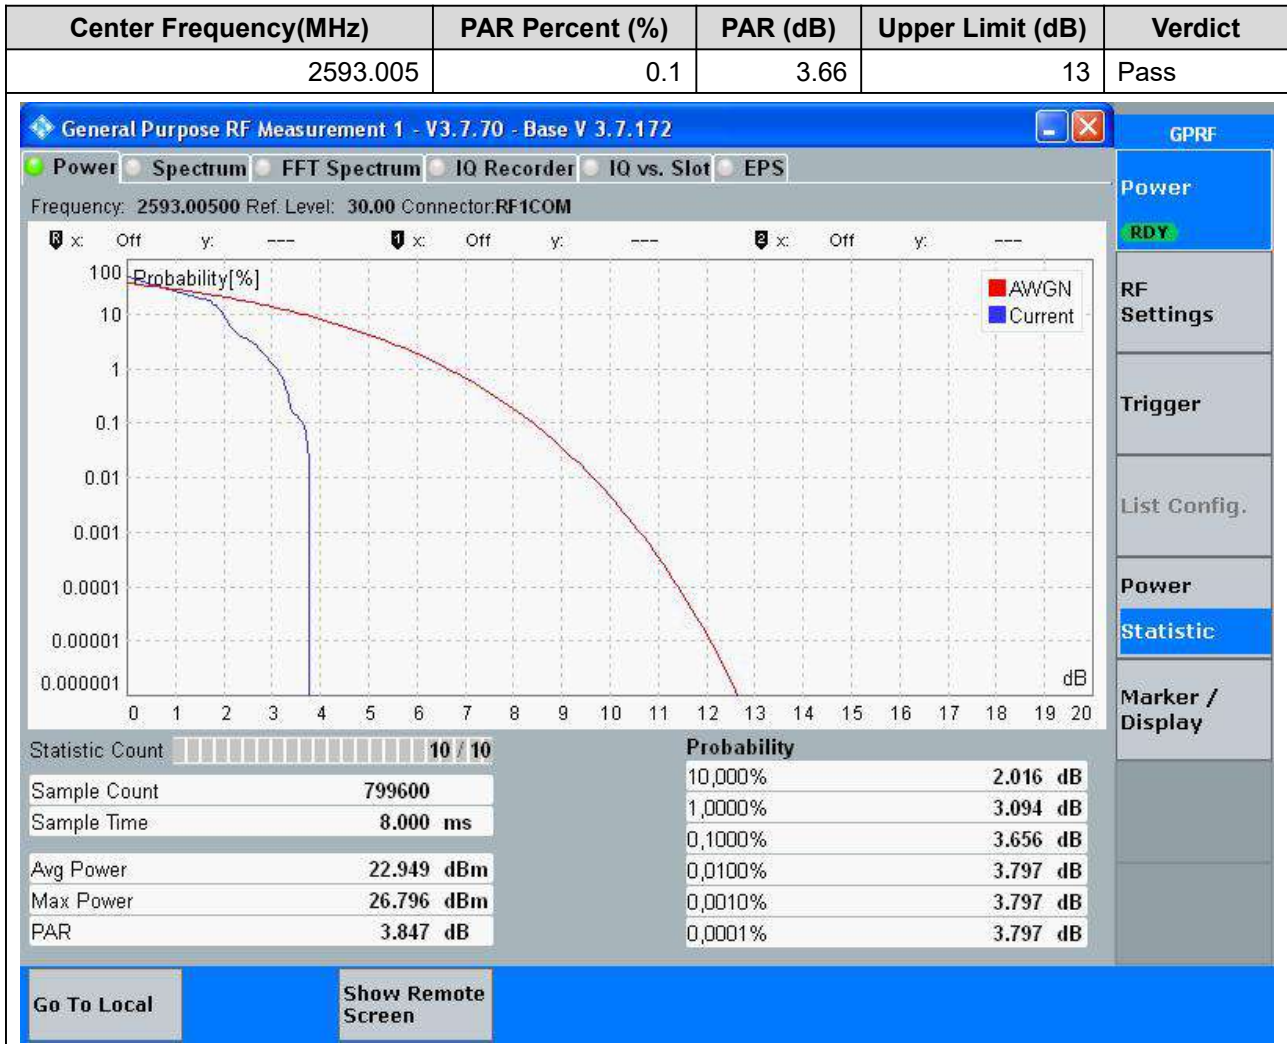 Center Frequency(MHz) PAR Percent (%) PAR (dB) Upper Limit (dB) Verdict
2593.005 0.1 3.66 13 Pass
General Purpose RF Measurement 1 - V3.7.70 - Base V 3.7.172
GPRF
Power Spectrum FFT Spectrum IQ Recorder IQ vs. Slot EPS
Frequency: 2593.00500 Ref. Level: 30.00 Connector:RF1COM
R x: Off y: --- 1 x: Off y: --- 2 x: Off y: ---
Probability[%]
AWGN
Current
100
10
1
0.1
0.01
0.001
0.0001
0.00001
0.000001
dB
0 1 2 3 4 5 6 7 8 9 10 11 12 13 14 15 16 17 18 19 20
Statistic Count 10 / 10
Sample Count 799600
Sample Time 8.000 ms
Avg Power 22.949 dBm
Max Power 26.796 dBm
PAR 3.847 dB
Probability
10,000% 2.016 dB
1,0000% 3.094 dB
0,1000% 3.656 dB
0,0100% 3.797 dB
0,0010% 3.797 dB
0,0001% 3.797 dB
Power
RDY
RF
Settings
Trigger
List Config.
Power
Statistic
Marker /
Display
Go To Local
Show Remote
Screen